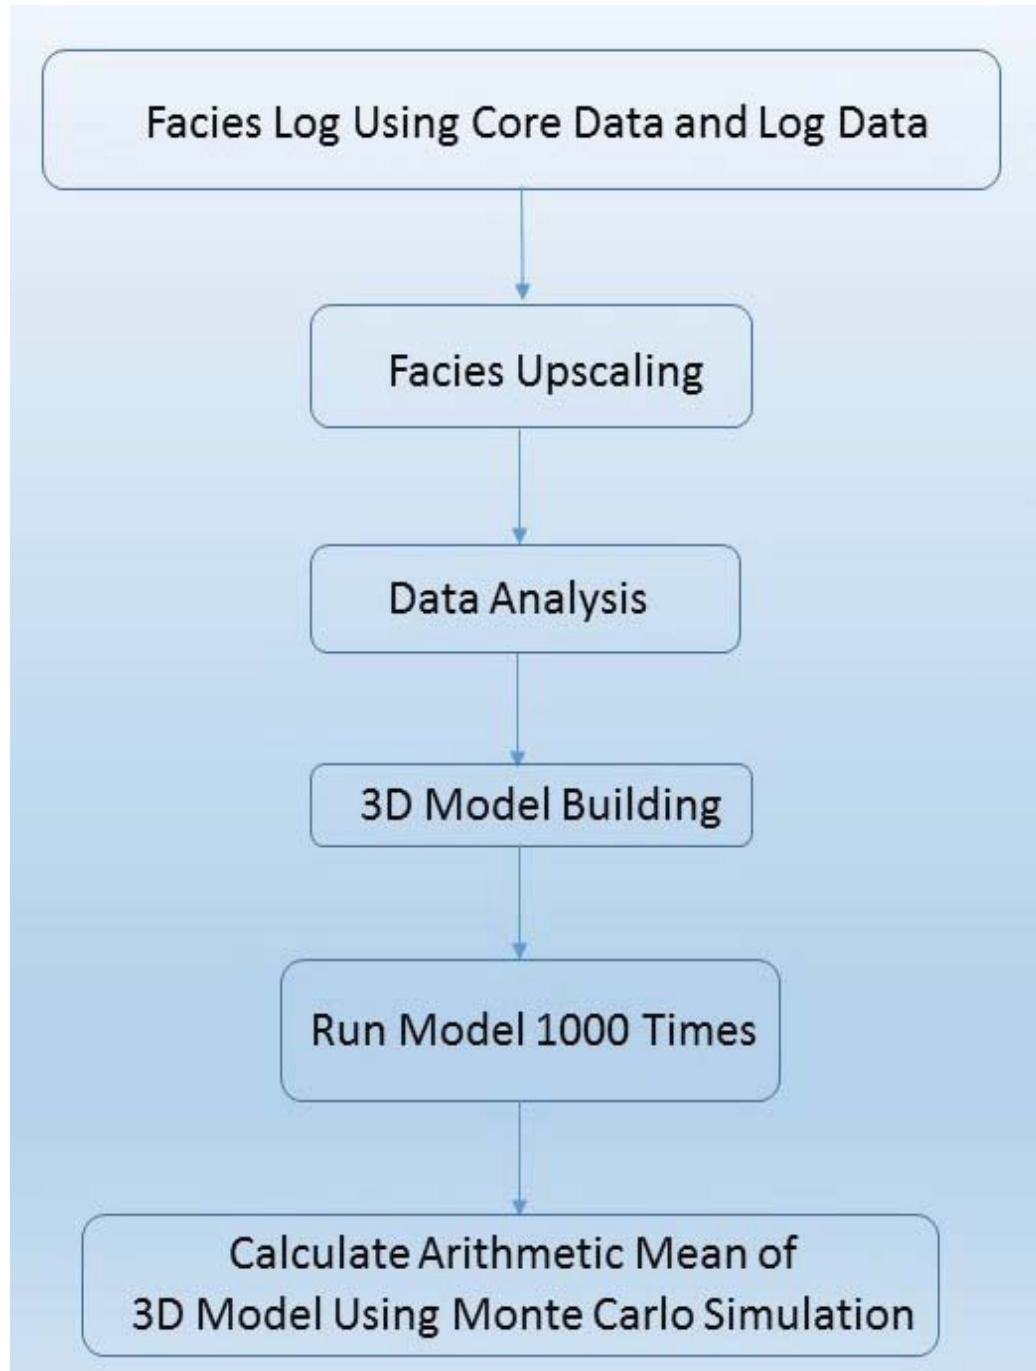 Facies Log Using Core Data and Log Data
Facies Upscaling
Data Analysis
3D Model Building
Run Model 1000 Times
Calculate Arithmetic Mean of
3D Model Using Monte Carlo Simulation